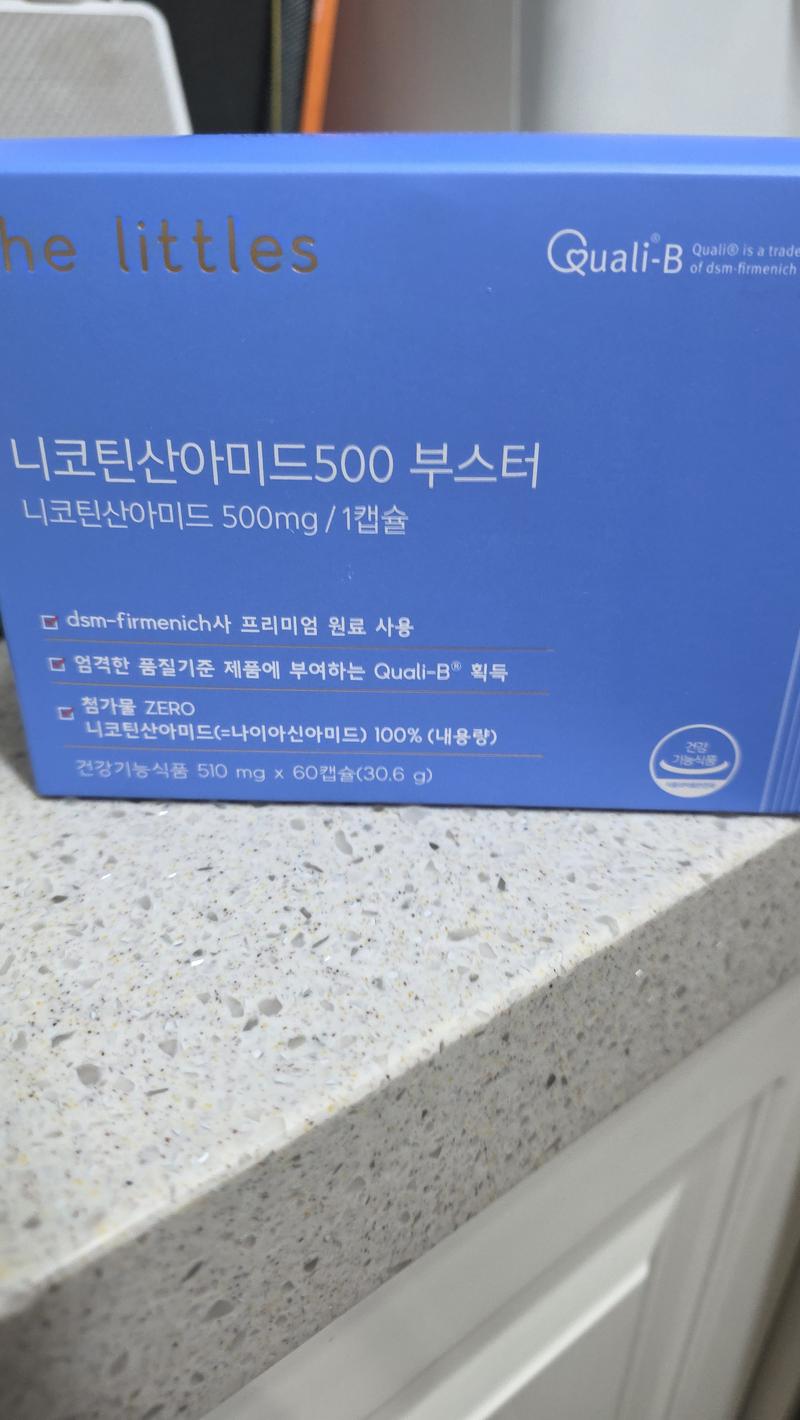 he littles
Quali®-B
Quali® is a trade
of dsm-firmenich
니코틴산아미드500 부스터
니코틴산아미드 500mg / 1캡슐
dsm-firmenich사 프리미엄 원료 사용
엄격한 품질기준 제품에 부여하는 Quali-B® 획득
첨가물 ZERO
니코틴산아미드(=나이아신아미드) 100% (내용량)
건강기능식품 510 mg x 60캡슐(30.6 g)
건강
기능식품